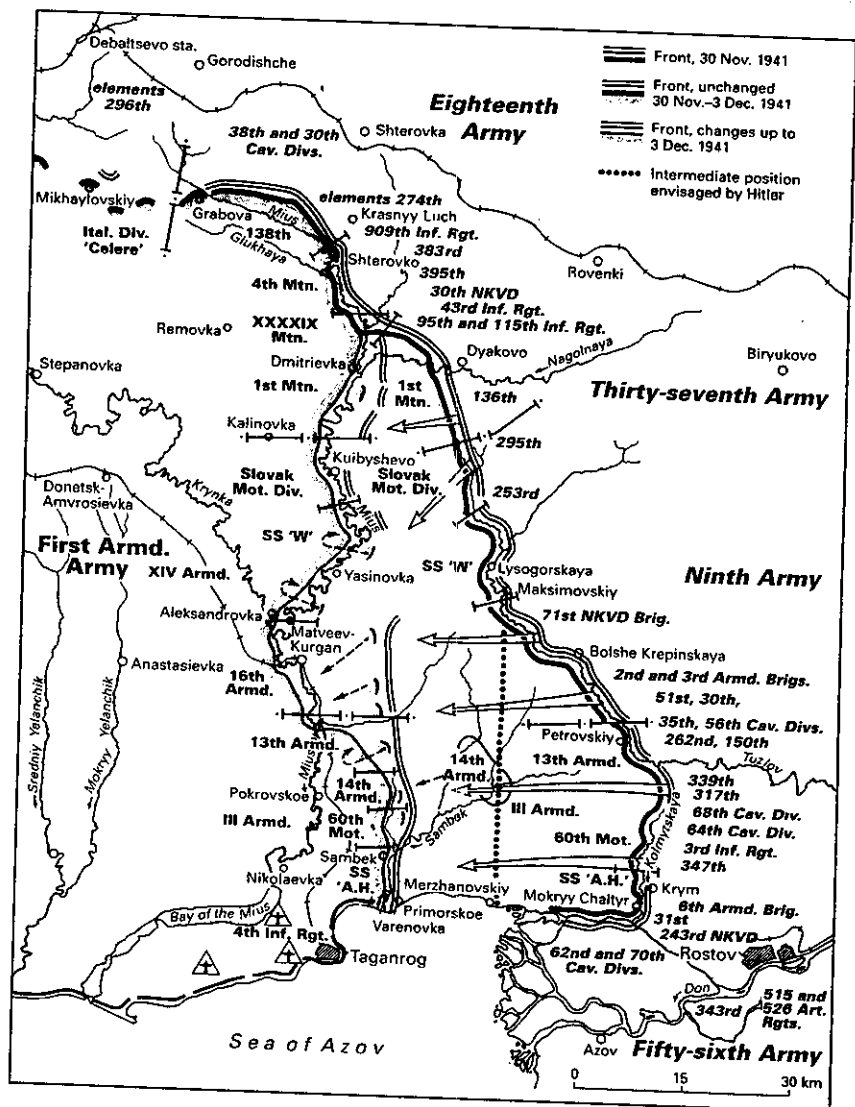 Debaltsevo sta.
Gorodishche
elements
296th
Eighteenth
Army
Front, 30 Nov. 1941
Front, unchanged
30 Nov.–3 Dec. 1941
Front, changes up to
3 Dec. 1941
Intermediate position
envisaged by Hitler
38th and 30th
Cav. Divs.
Shterovka
Mikhaylovskiy
Grabova
Mius
Glukhaya
138th
Ital. Div.
'Celere'
elements 274th
Krasnyy Luch
909th Inf. Rgt.
383rd
Shterovko
395th
30th NKVD
43rd Inf. Rgt.
95th and 115th Inf. Rgt.
Rovenki
4th Mtn.
XXXXIX
Mtn.
Removka
Dmitrievka
Stepanovka
1st Mtn.
1st
Mtn.
Dyakovo
Nagolnaya
Biryukovo
136th
Thirty-seventh Army
Kalinovka
295th
Kuibyshevo
Slovak
Mot. Div.
Slovak
Mot. Div.
253rd
Donetsk-
Amvrosievka
Krynka
Mius
SS 'W'
SS 'W'
Lysogorskaya
First Armd.
Army
XIV Armd.
Yasinovka
Maksimovskiy
Ninth Army
Aleksandrovka
Matveev-
Kurgan
71st NKVD Brig.
Anastasievka
16th
Armd.
Bolshe Krepinskaya
2nd and 3rd Armd. Brigs.
51st, 30th,
35th, 56th Cav. Divs.
262nd, 150th
Petrovskiy
Sredniy Yelanchik
Mokryy Yelanchik
13th Armd.
Mius
14th
Armd.
14th
Armd.
13th Armd.
Tuzlov
Pokrovskoe
339th
317th
68th Cav. Div.
64th Cav. Div.
3rd Inf. Rgt.
347th
III Armd.
60th
Mot.
Sambek
III Armd.
60th Mot.
Kolmytskaya
Sambek
SS
'A.H.'
SS 'A.H.'
Krym
Nikolaevka
Merzhanovskiy
Mokryy Chaltyr
6th Armd. Brig.
31st
243rd NKVD
Bay of the Mius
Primorskoe
Varenovka
4th Inf. Rgt.
Taganrog
62nd and 70th
Cav. Divs.
Rostov
Don
343rd
515 and
526 Art.
Rgts.
Sea of Azov
Azov
Fifty-sixth Army
0 15 30 km